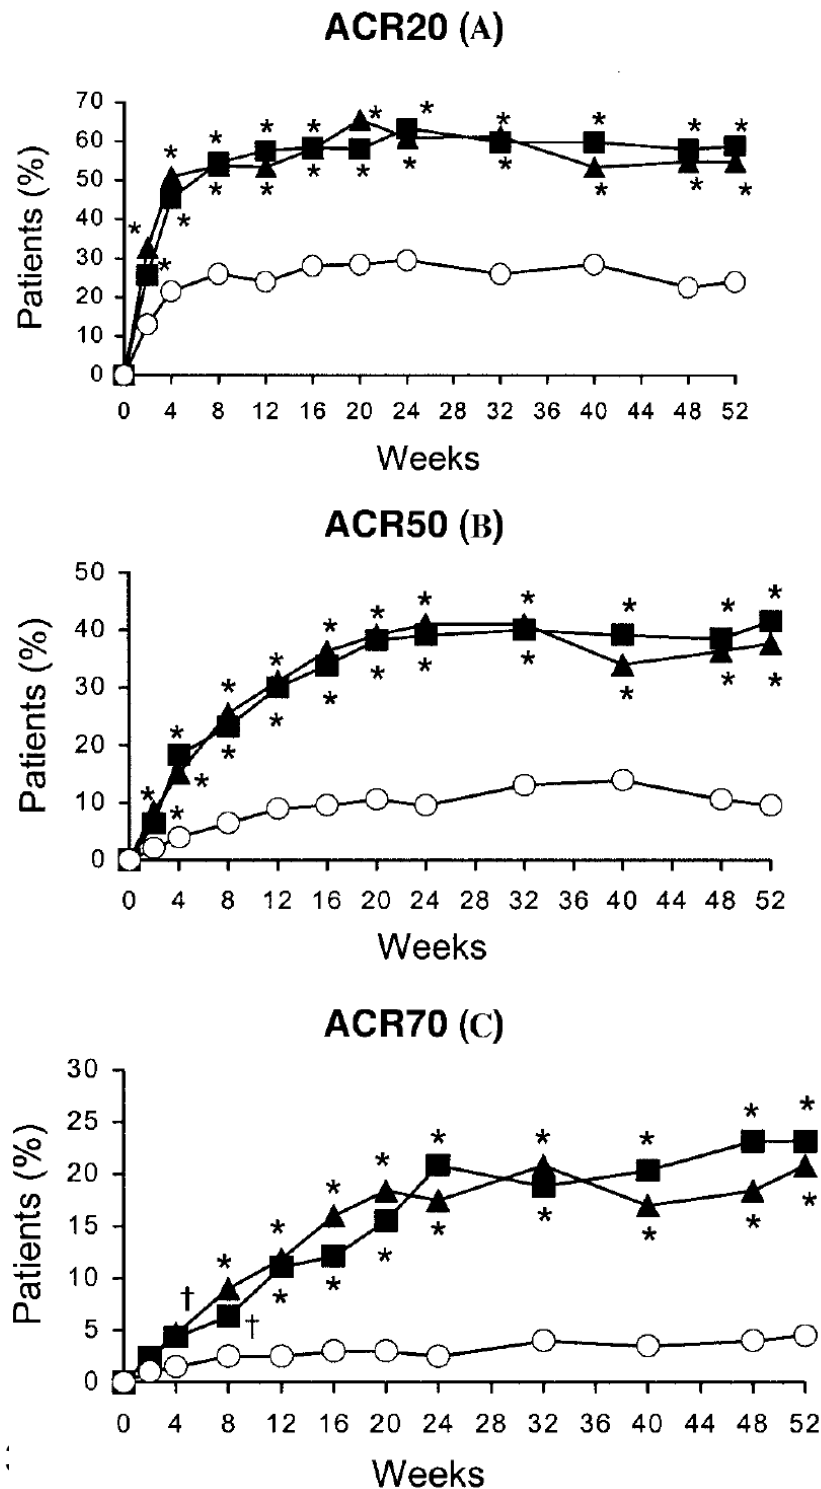 ACR20 (A)
Patients (%)
70
60
50
40
30
20
10
0
* * * * * * * * * * *
* * * * * * * * * * *
0 4 8 12 16 20 24 28 32 36 40 44 48 52
Weeks
ACR50 (B)
Patients (%)
50
40
30
20
10
0
* * * * * * * * * * *
* * * * * * * * * * *
0 4 8 12 16 20 24 28 32 36 40 44 48 52
Weeks
ACR70 (C)
Patients (%)
30
25
20
15
10
5
0
† * * * * * * * * *
† * * * * * * * *
0 4 8 12 16 20 24 28 32 36 40 44 48 52
Weeks